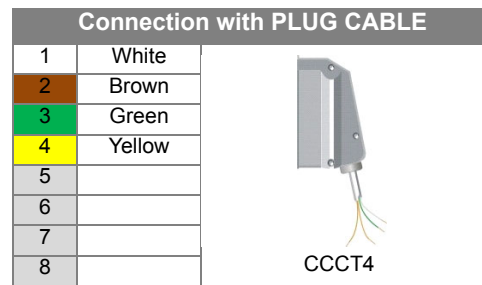 Connection with PLUG CABLE
1 White
2 Brown
3 Green
4 Yellow
5
6
7
8 CCCT4